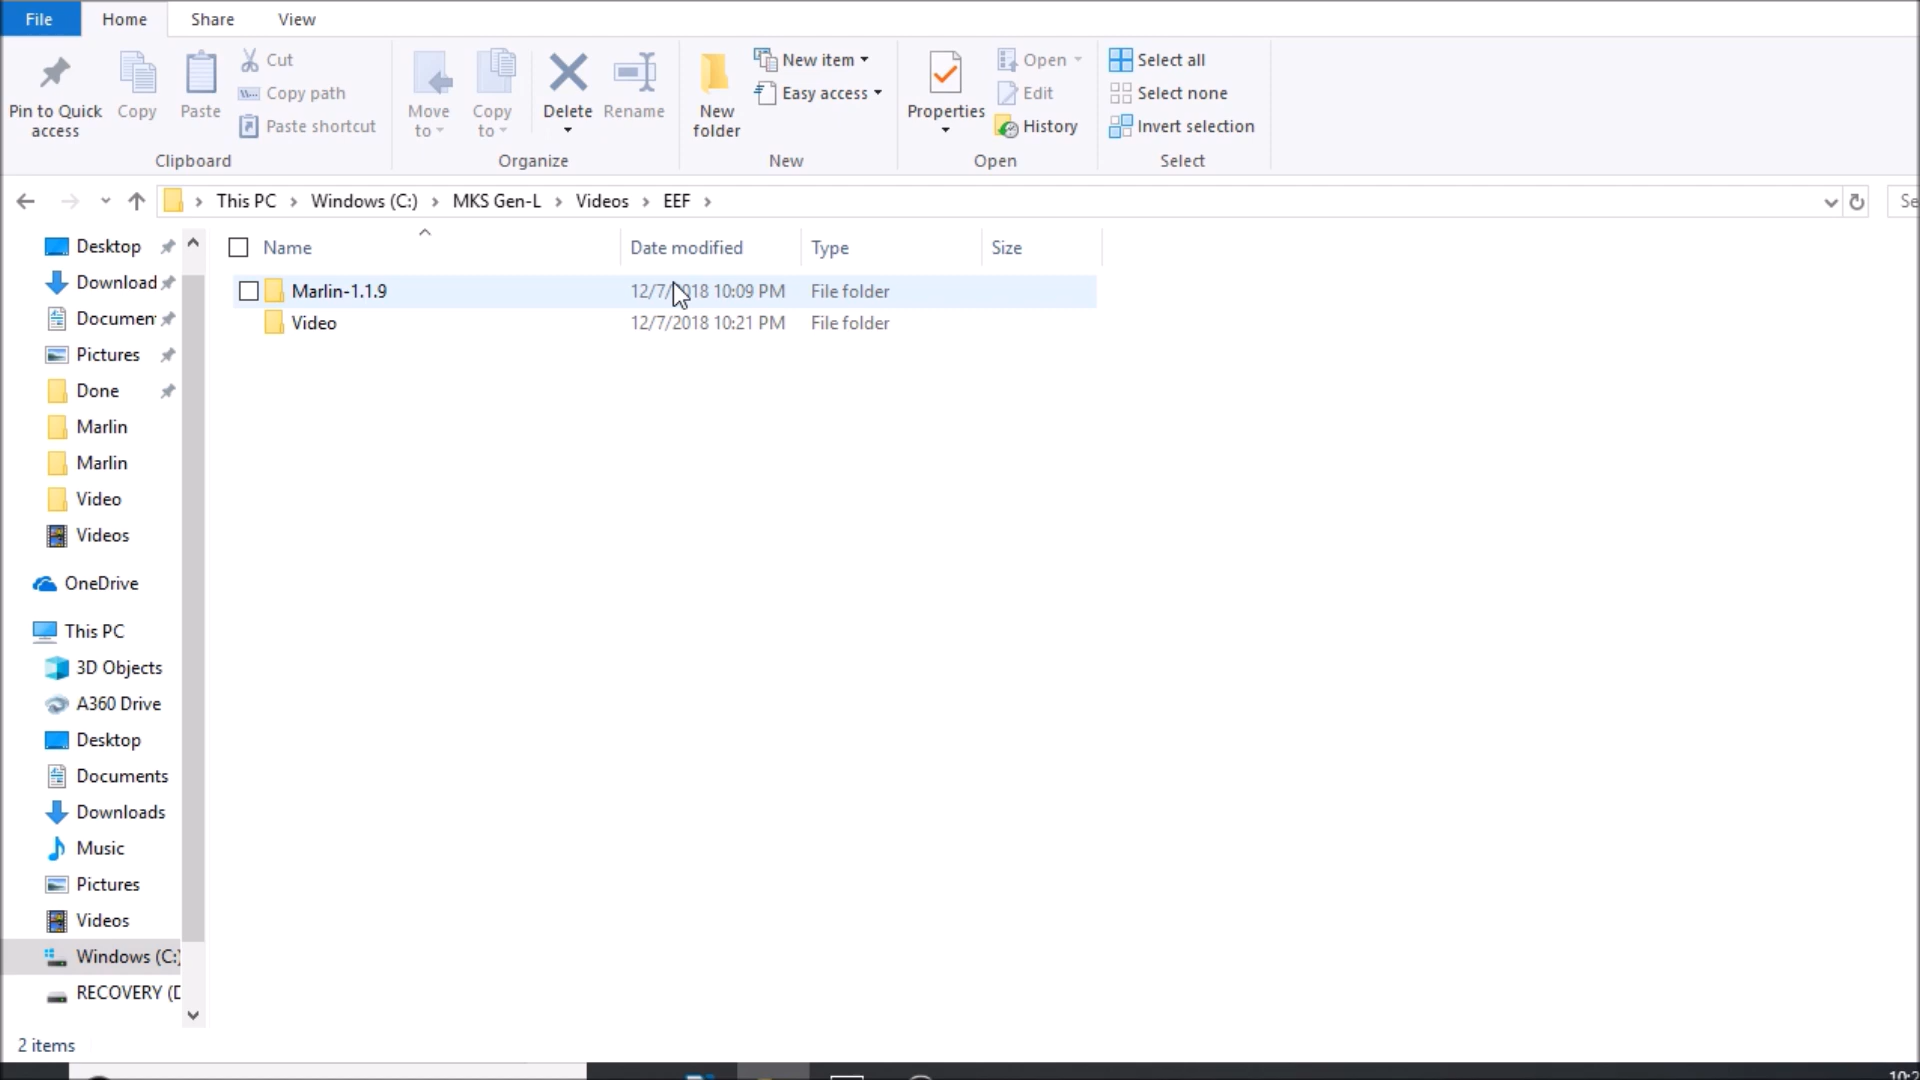 File Home Share View
Pin to Quick access
Copy
Paste
Cut
Copy path
Paste shortcut
Clipboard
Move to
Copy to
Delete
Rename
Organize
New folder
New item
Easy access
New
Properties
Open
Edit
History
Open
Select all
Select none
Invert selection
Select
This PC > Windows (C:) > MKS Gen-L > Videos > EEF >
Name Date modified Type Size
Marlin-1.1.9 12/7/2018 10:09 PM File folder
Video 12/7/2018 10:21 PM File folder
Desktop
Download
Documen
Pictures
Done
Marlin
Marlin
Video
Videos
OneDrive
This PC
3D Objects
A360 Drive
Desktop
Documents
Downloads
Music
Pictures
Videos
Windows (C:)
RECOVERY (
2 items